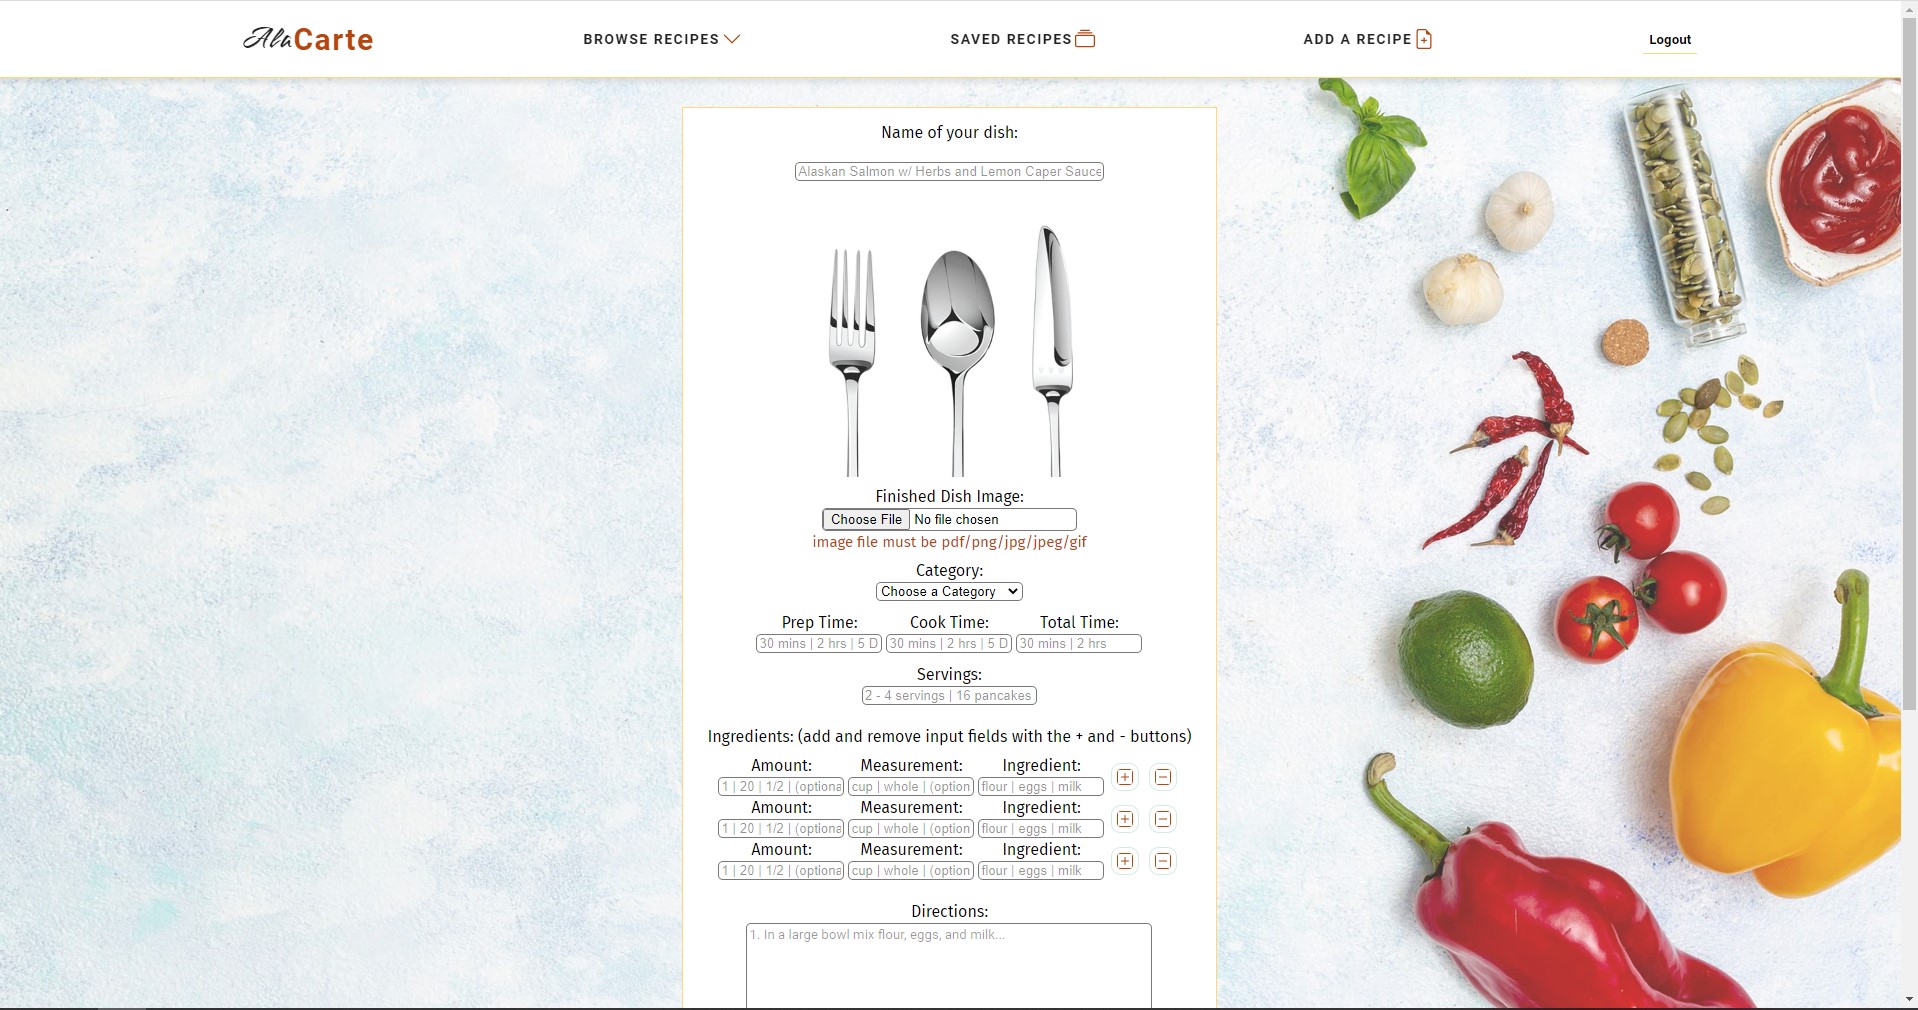 AlaCarte BROWSE RECIPES SAVED RECIPES ADD A RECIPE Logout
Name of your dish:
Alaskan Salmon w/ Herbs and Lemon Caper Sauce
Finished Dish Image:
Choose File No file chosen
image file must be pdf/png/jpg/jpeg/gif
Category:
Choose a Category
Prep Time: Cook Time: Total Time:
30 mins | 2 hrs | 5 D 30 mins | 2 hrs | 5 D 30 mins | 2 hrs
Servings:
2 - 4 servings | 16 pancakes
Ingredients: (add and remove input fields with the + and - buttons)
Amount: Measurement: Ingredient:
1 | 20 | 1/2 | (optiona cup | whole | (option flour | eggs | milk
Amount: Measurement: Ingredient:
1 | 20 | 1/2 | (optiona cup | whole | (option flour | eggs | milk
Amount: Measurement: Ingredient:
1 | 20 | 1/2 | (optiona cup | whole | (option flour | eggs | milk
Directions:
1. In a large bowl mix flour, eggs, and milk...